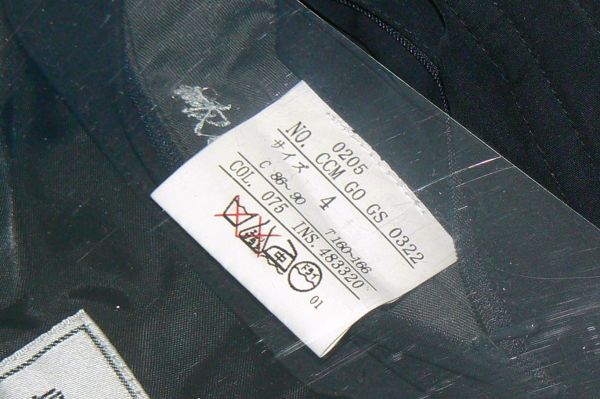 0205
NO. CCM GO GS 0322
サイズ 4
C 86~90 T160~166
COL. 075 INS. 483320
01